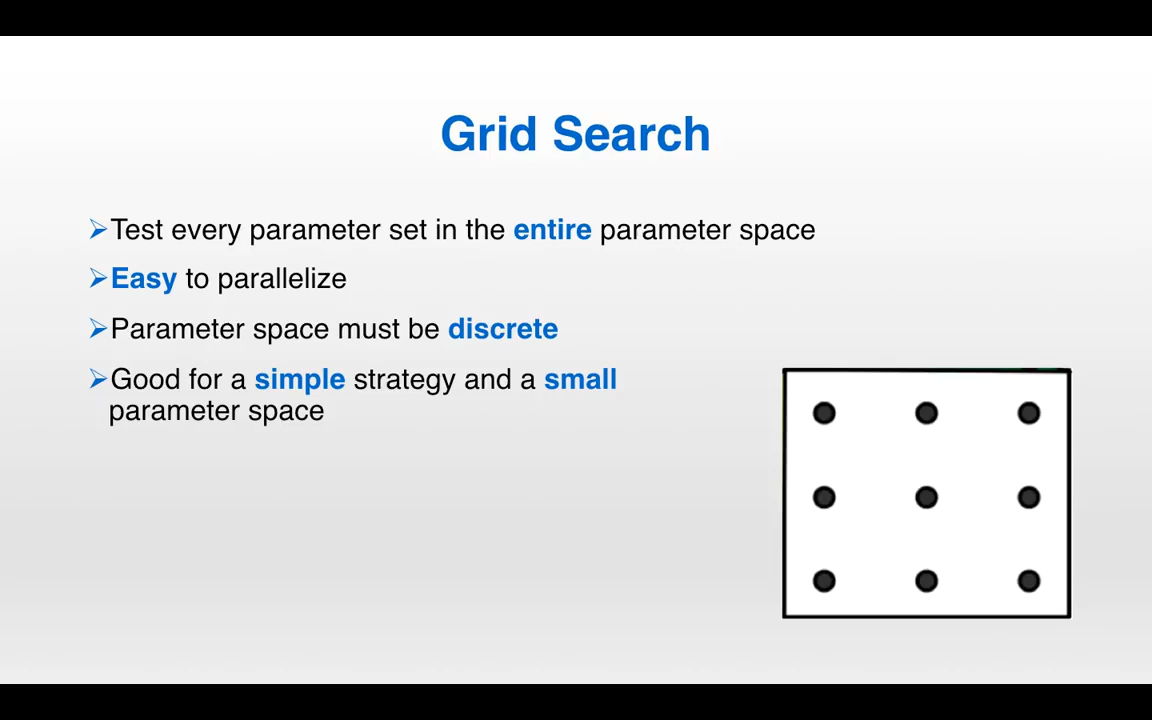 Grid Search
➢Test every parameter set in the entire parameter space
➢Easy to parallelize
➢Parameter space must be discrete
➢Good for a simple strategy and a small
parameter space